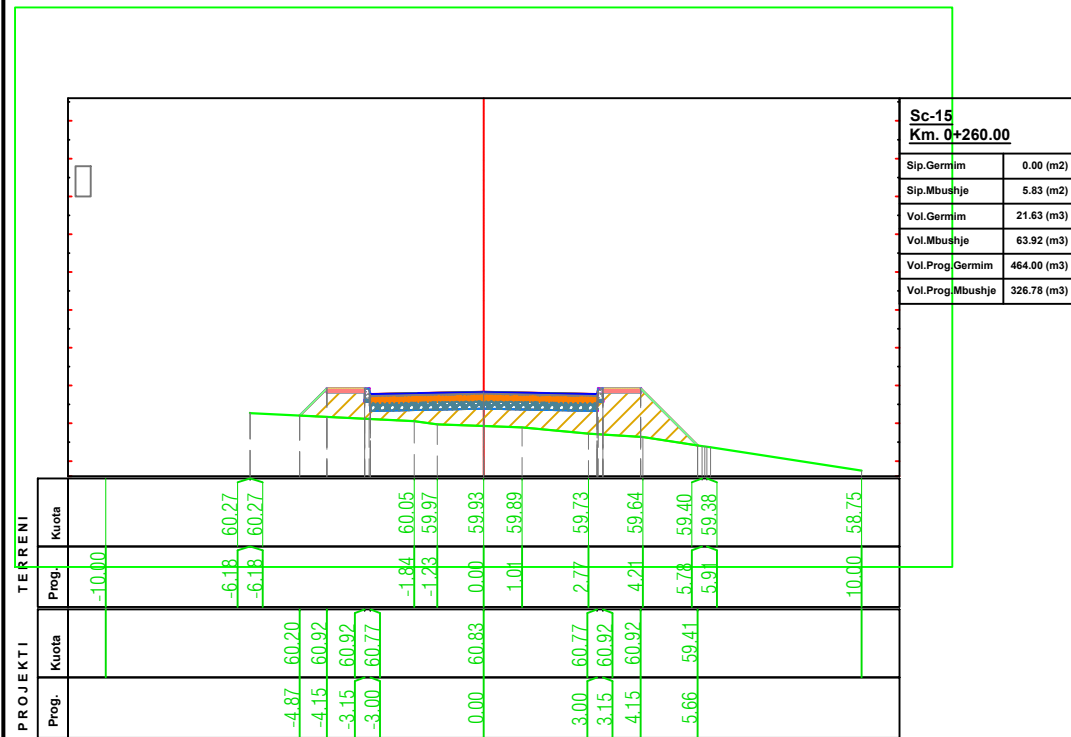 Sc-15
Km. 0+260.00
Sip.Germim 0.00 (m2)
Sip.Mbushje 5.83 (m2)
Vol.Germim 21.63 (m3)
Vol.Mbushje 63.92 (m3)
Vol.Prog.Germim 464.00 (m3)
Vol.Prog.Mbushje 326.78 (m3)
TERRENI
Kuota 60.27 60.27 60.05 59.97 59.93 59.89 59.73 59.64 59.40 59.38 58.75
Prog. -10.00 -6.18 -6.18 -1.84 -1.23 0.00 1.01 2.77 4.21 5.78 5.91 10.00
PROJEKTI
Kuota 60.20 60.92 60.92 60.77 60.83 60.77 60.92 60.92 59.41
Prog. -4.87 -4.15 -3.15 -3.00 0.00 3.00 3.15 4.15 5.66